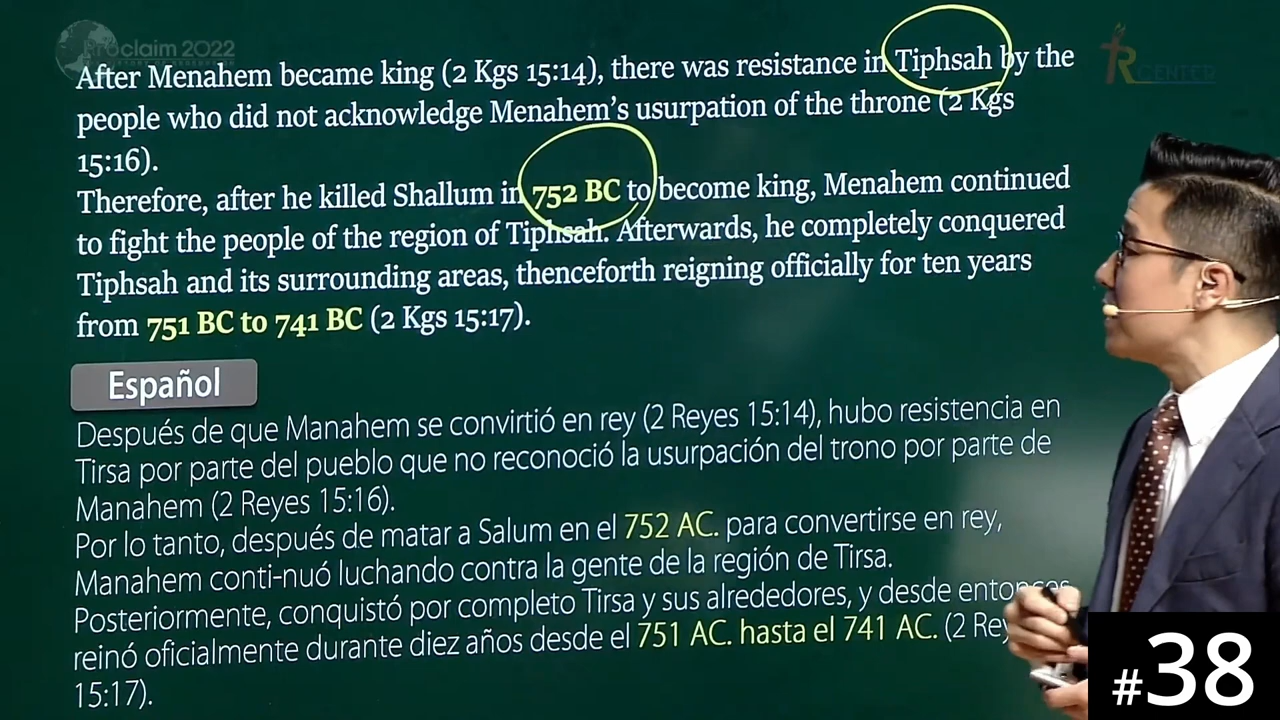 Proclaim 2022
R CENTER
After Menahem became king (2 Kgs 15:14), there was resistance in Tiphsah by the
people who did not acknowledge Menahem’s usurpation of the throne (2 Kgs
15:16).
Therefore, after he killed Shallum in 752 BC to become king, Menahem continued
to fight the people of the region of Tiphsah. Afterwards, he completely conquered
Tiphsah and its surrounding areas, thenceforth reigning officially for ten years
from 751 BC to 741 BC (2 Kgs 15:17).
Español
Después de que Manahem se convirtió en rey (2 Reyes 15:14), hubo resistencia en
Tirsa por parte del pueblo que no reconoció la usurpación del trono por parte de
Manahem (2 Reyes 15:16).
Por lo tanto, después de matar a Salum en el 752 AC. para convertirse en rey,
Manahem conti-nuó luchando contra la gente de la región de Tirsa.
Posteriormente, conquistó por completo Tirsa y sus alrededores, y desde entonces
reinó oficialmente durante diez años desde el 751 AC. hasta el 741 AC. (2 Rey
15:17).
#38